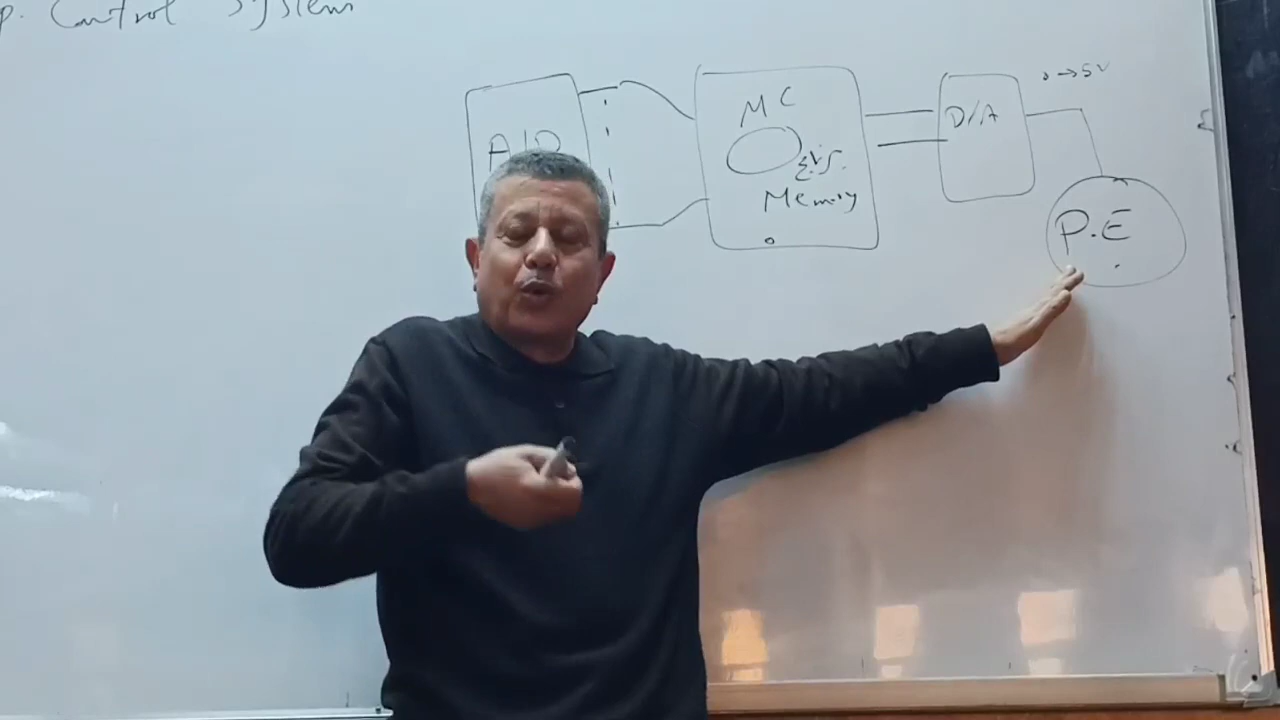 p. Control System
A/D
MC
Memory
D/A
0→5V
P.E